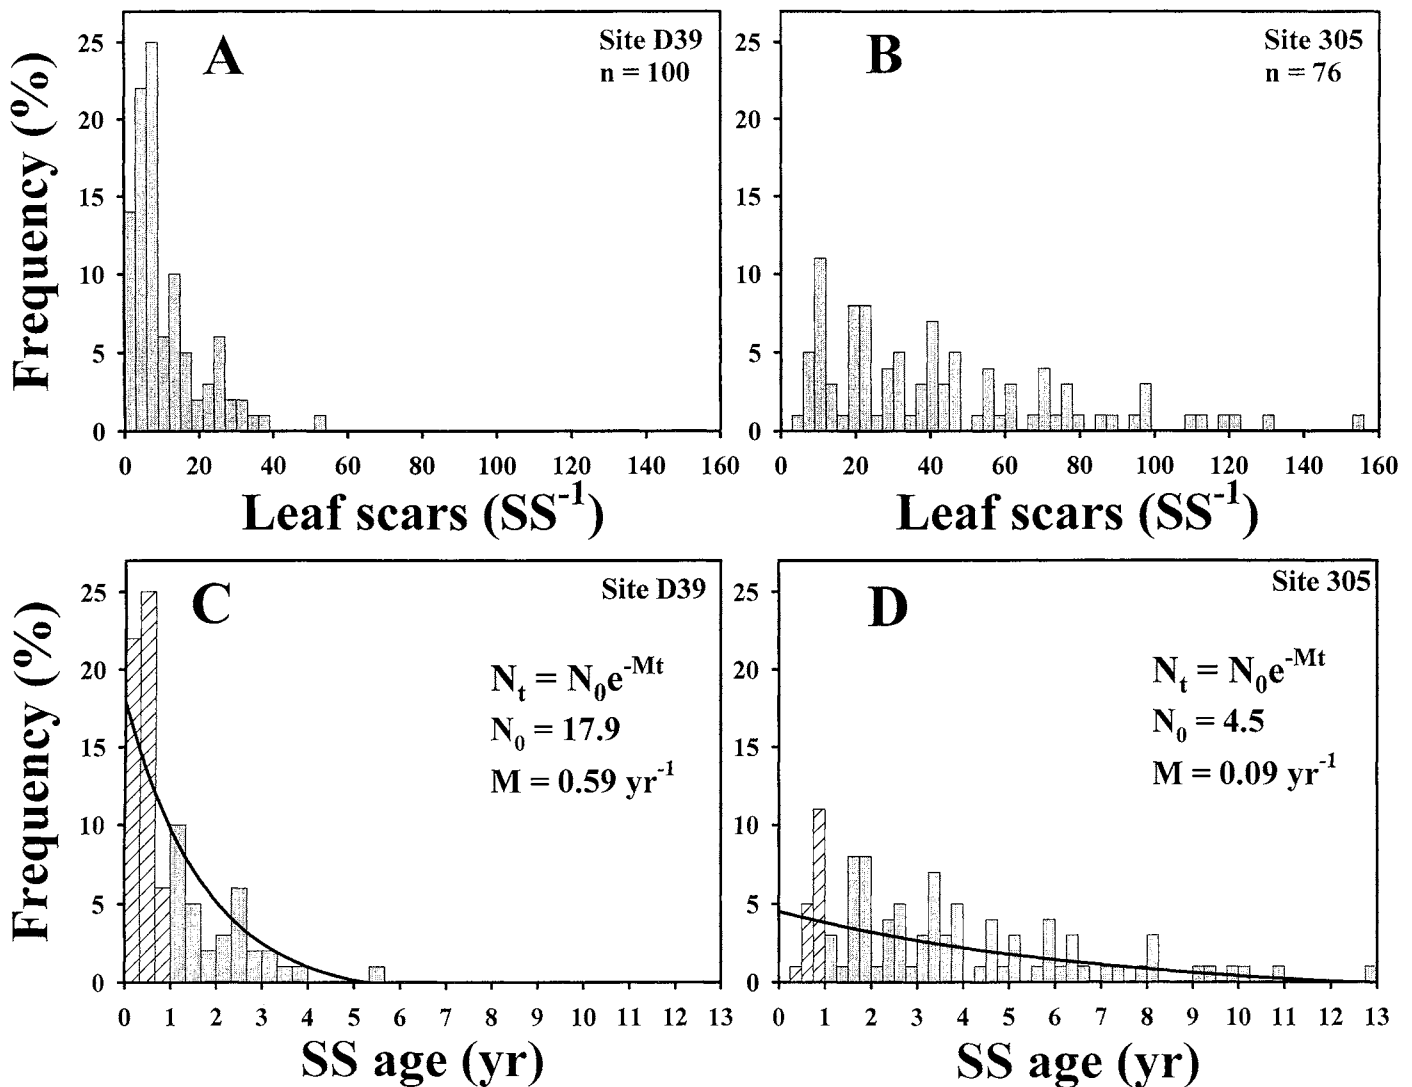 A
Site D39
n = 100
Frequency (%)
25
20
15
10
5
0
0 20 40 60 80 100 120 140 160
Leaf scars (SS⁻¹)
B
Site 305
n = 76
25
20
15
10
5
0
0 20 40 60 80 100 120 140 160
Leaf scars (SS⁻¹)
C
Site D39
Nₜ = N₀e⁻ᴹᵗ
N₀ = 17.9
M = 0.59 yr⁻¹
Frequency (%)
25
20
15
10
5
0
0 1 2 3 4 5 6 7 8 9 10 11 12 13
SS age (yr)
D
Site 305
Nₜ = N₀e⁻ᴹᵗ
N₀ = 4.5
M = 0.09 yr⁻¹
25
20
15
10
5
0
0 1 2 3 4 5 6 7 8 9 10 11 12 13
SS age (yr)